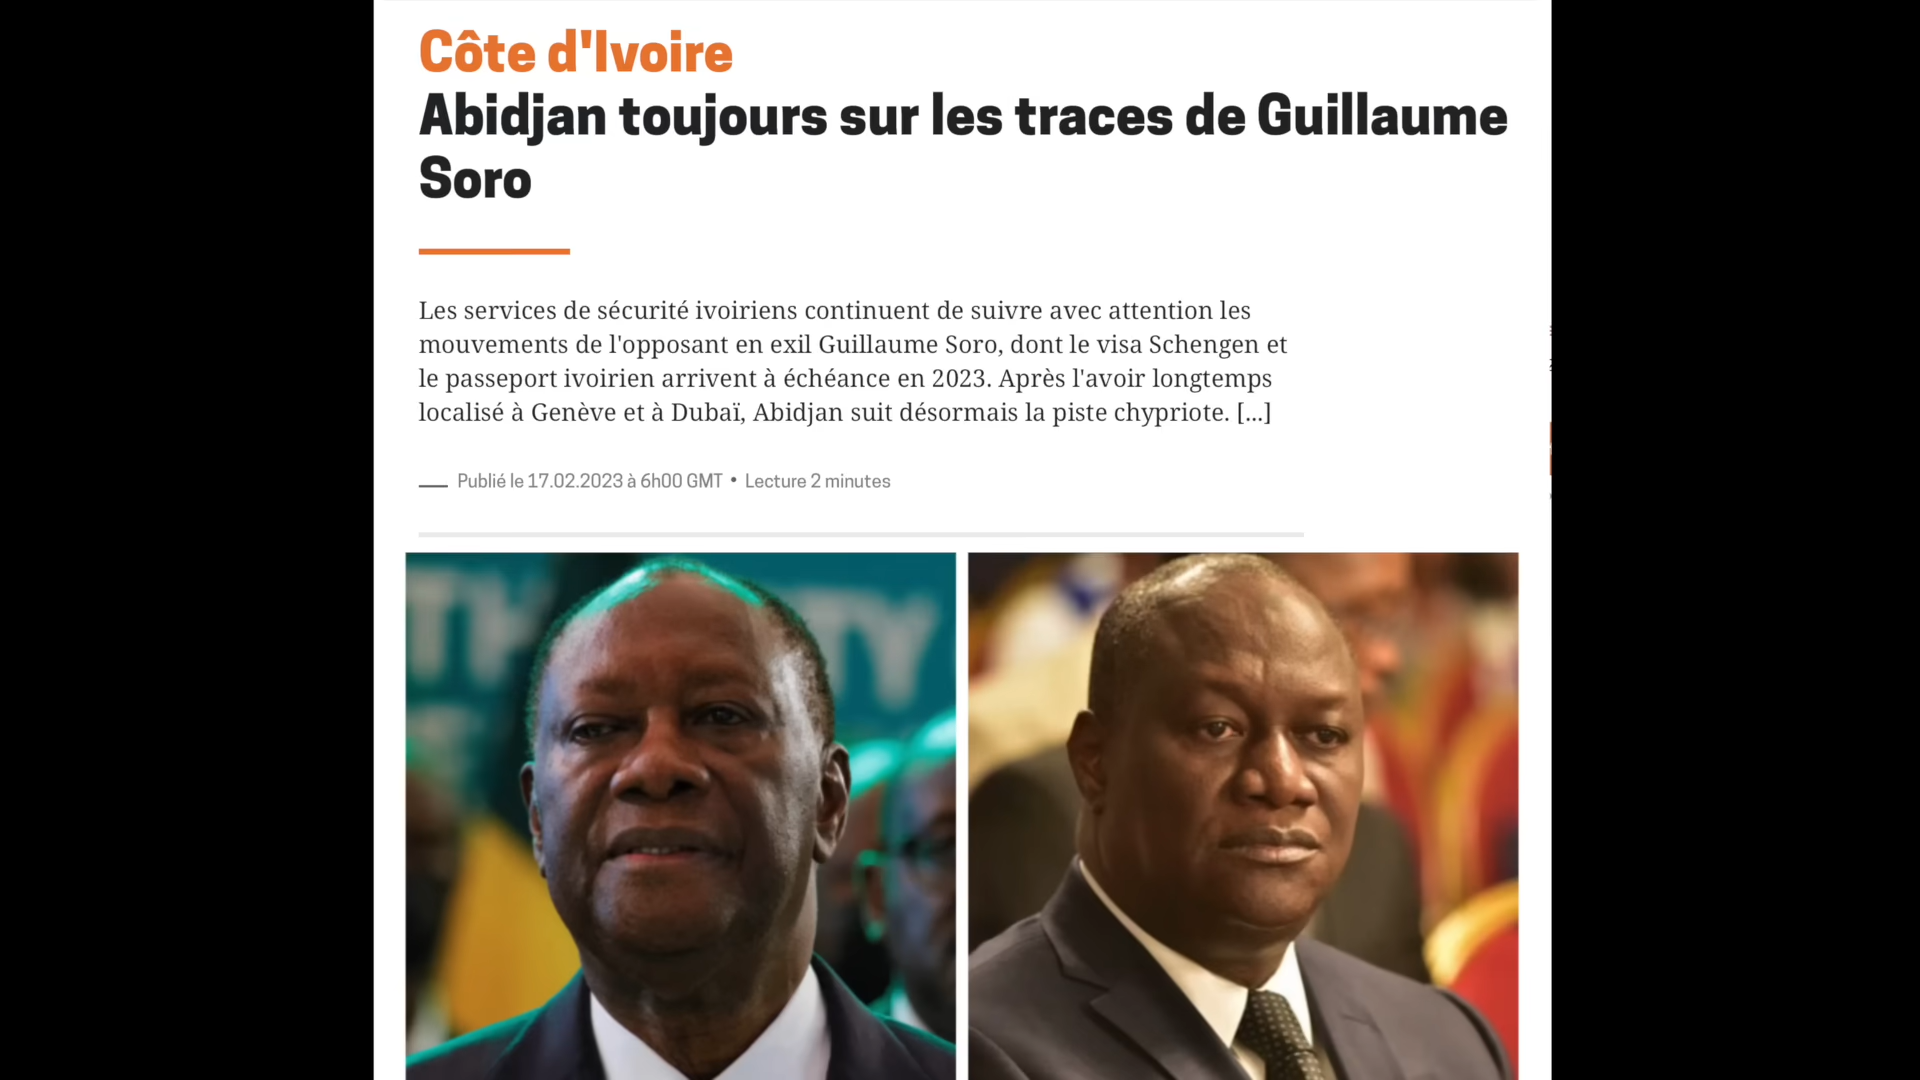 Côte d'Ivoire
Abidjan toujours sur les traces de Guillaume
Soro
Les services de sécurité ivoiriens continuent de suivre avec attention les
mouvements de l'opposant en exil Guillaume Soro, dont le visa Schengen et
le passeport ivoirien arrivent à échéance en 2023. Après l'avoir longtemps
localisé à Genève et à Dubaï, Abidjan suit désormais la piste chypriote. [...]
Publié le 17.02.2023 à 6h00 GMT • Lecture 2 minutes